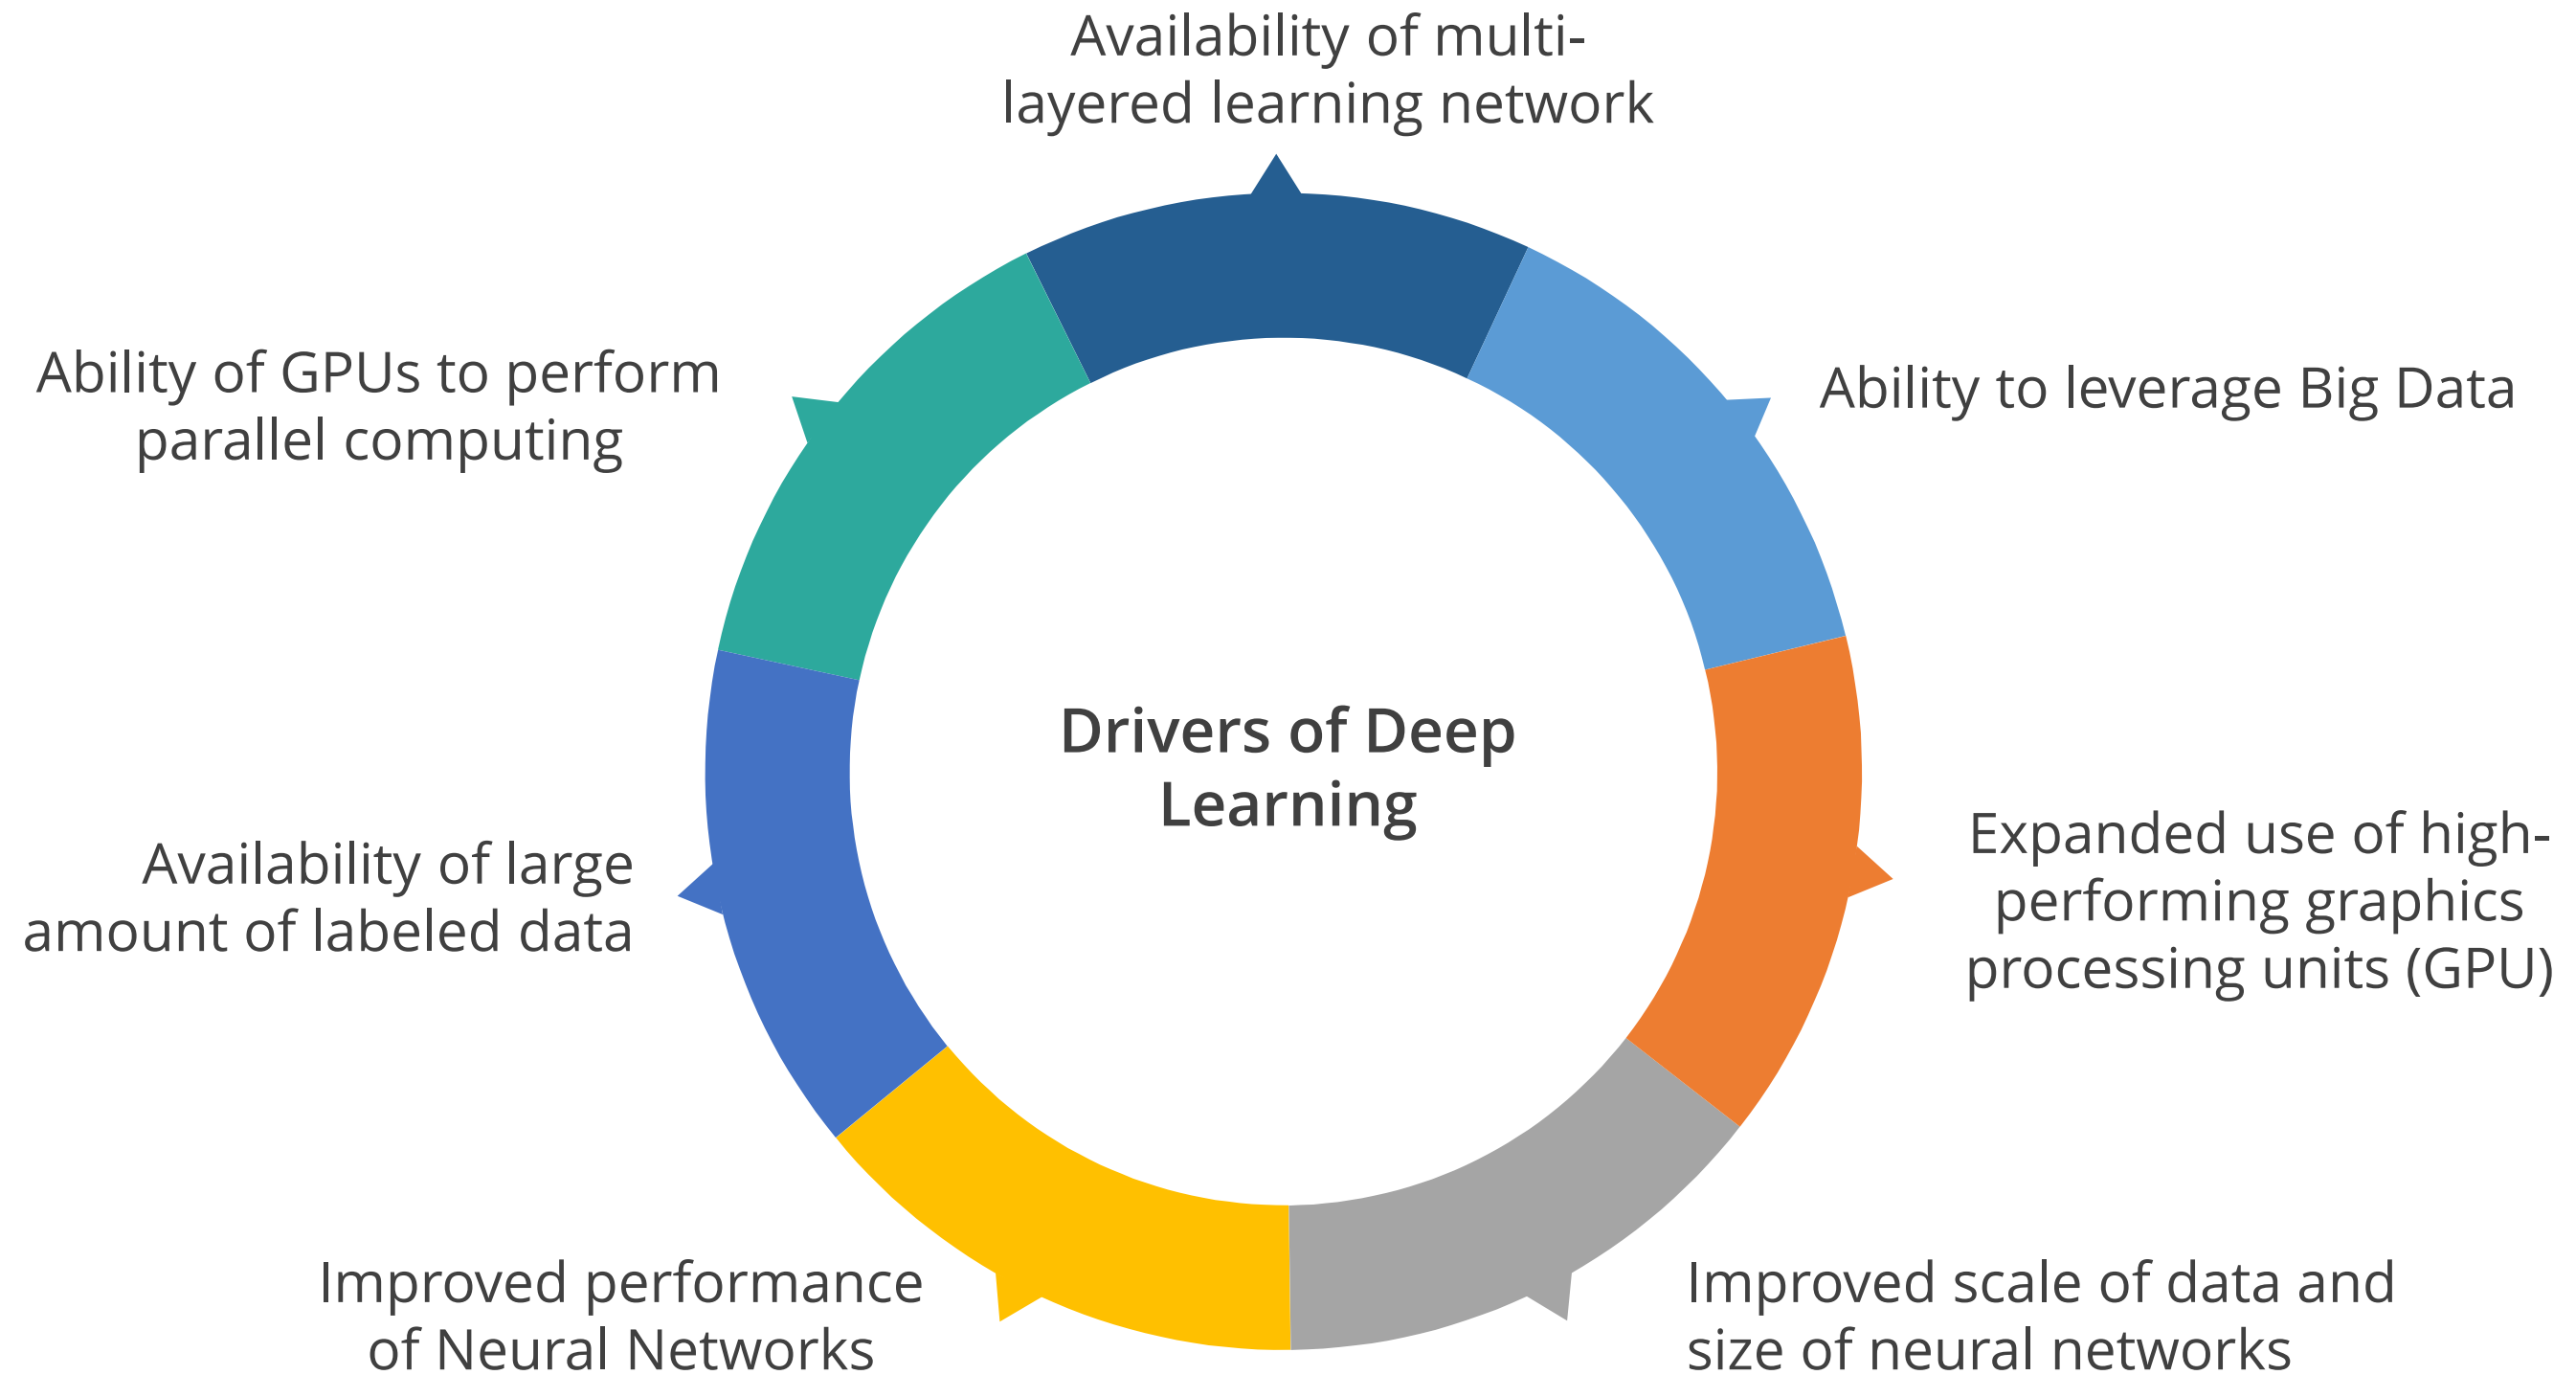 Availability of multi-
layered learning network
Ability to leverage Big Data
Expanded use of high-
performing graphics
processing units (GPU)
Improved scale of data and
size of neural networks
Improved performance
of Neural Networks
Availability of large
amount of labeled data
Ability of GPUs to perform
parallel computing
Drivers of Deep
Learning